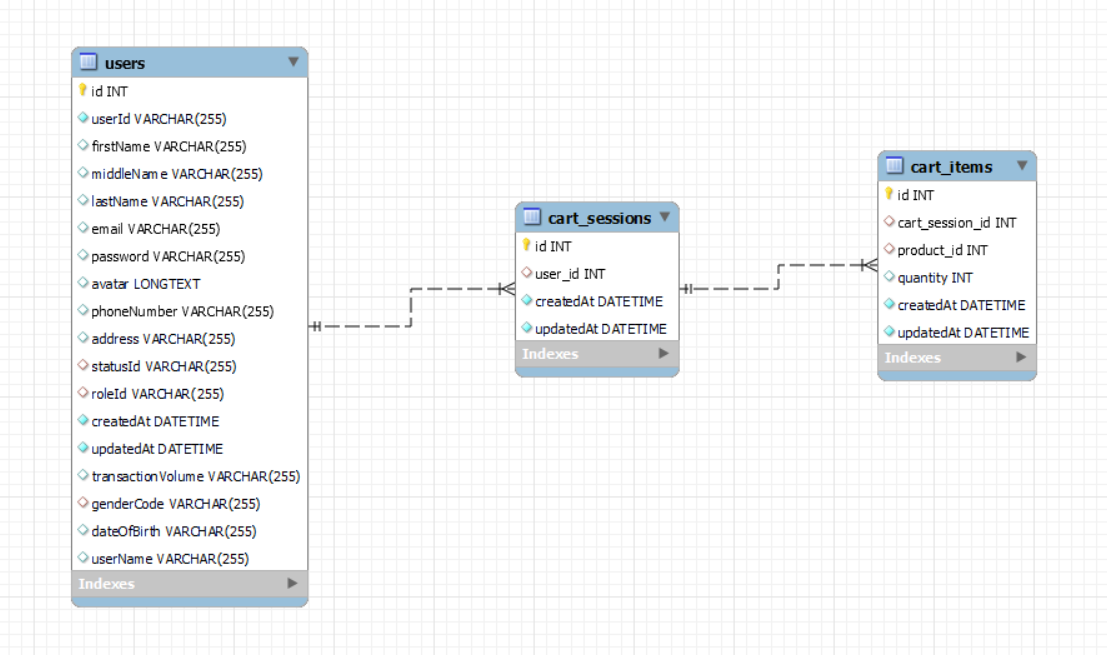 users
id INT
userId VARCHAR(255)
firstName VARCHAR(255)
middleName VARCHAR(255)
lastName VARCHAR(255)
email VARCHAR(255)
password VARCHAR(255)
avatar LONGTEXT
phoneNumber VARCHAR(255)
address VARCHAR(255)
statusId VARCHAR(255)
roleId VARCHAR(255)
createdAt DATETIME
updatedAt DATETIME
transactionVolume VARCHAR(255)
genderCode VARCHAR(255)
dateOfBirth VARCHAR(255)
userName VARCHAR(255)
Indexes
cart_sessions
id INT
user_id INT
createdAt DATETIME
updatedAt DATETIME
Indexes
cart_items
id INT
cart_session_id INT
product_id INT
quantity INT
createdAt DATETIME
updatedAt DATETIME
Indexes